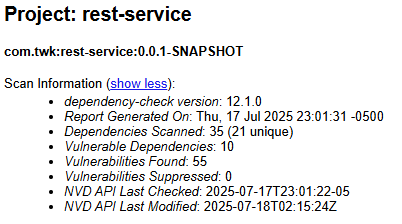 Project: rest-service
com.twk:rest-service:0.0.1-SNAPSHOT
Scan Information (show less):
• dependency-check version: 12.1.0
• Report Generated On: Thu, 17 Jul 2025 23:01:31 -0500
• Dependencies Scanned: 35 (21 unique)
• Vulnerable Dependencies: 10
• Vulnerabilities Found: 55
• Vulnerabilities Suppressed: 0
• NVD API Last Checked: 2025-07-17T23:01:22-05
• NVD API Last Modified: 2025-07-18T02:15:24Z